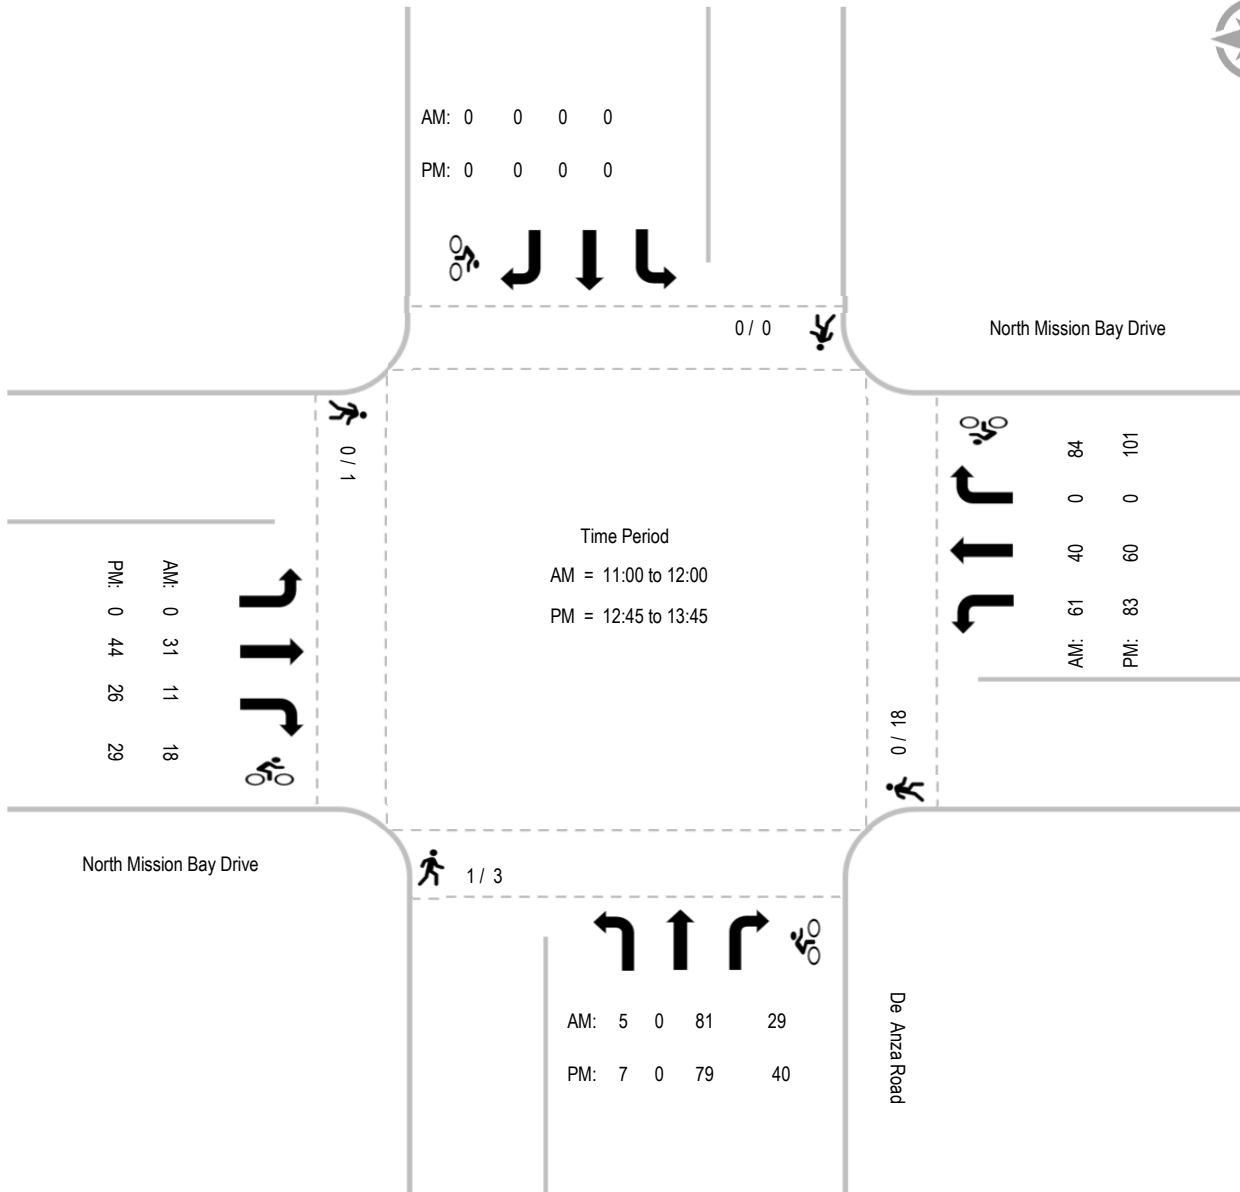 AM: 0 0 0 0
PM: 0 0 0 0
0 / 0
North Mission Bay Drive
0 / 1
AM: 61 40 0 84
PM: 83 60 0 101
Time Period
AM = 11:00 to 12:00
PM = 12:45 to 13:45
AM: 0 31 11 18
PM: 0 44 26 29
0 / 18
North Mission Bay Drive
1 / 3
AM: 5 0 81 29
PM: 7 0 79 40
De Anza Road